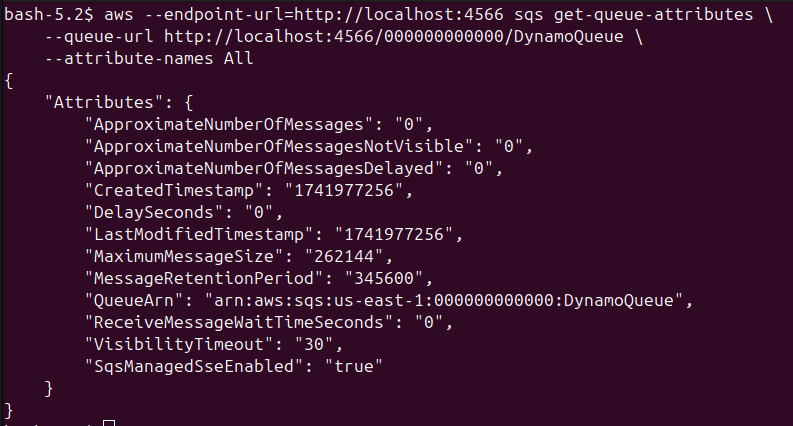 bash-5.2$ aws --endpoint-url=http://localhost:4566 sqs get-queue-attributes \
    --queue-url http://localhost:4566/000000000000/DynamoQueue \
    --attribute-names All
{
    "Attributes": {
        "ApproximateNumberOfMessages": "0",
        "ApproximateNumberOfMessagesNotVisible": "0",
        "ApproximateNumberOfMessagesDelayed": "0",
        "CreatedTimestamp": "1741977256",
        "DelaySeconds": "0",
        "LastModifiedTimestamp": "1741977256",
        "MaximumMessageSize": "262144",
        "MessageRetentionPeriod": "345600",
        "QueueArn": "arn:aws:sqs:us-east-1:000000000000:DynamoQueue",
        "ReceiveMessageWaitTimeSeconds": "0",
        "VisibilityTimeout": "30",
        "SqsManagedSseEnabled": "true"
    }
}